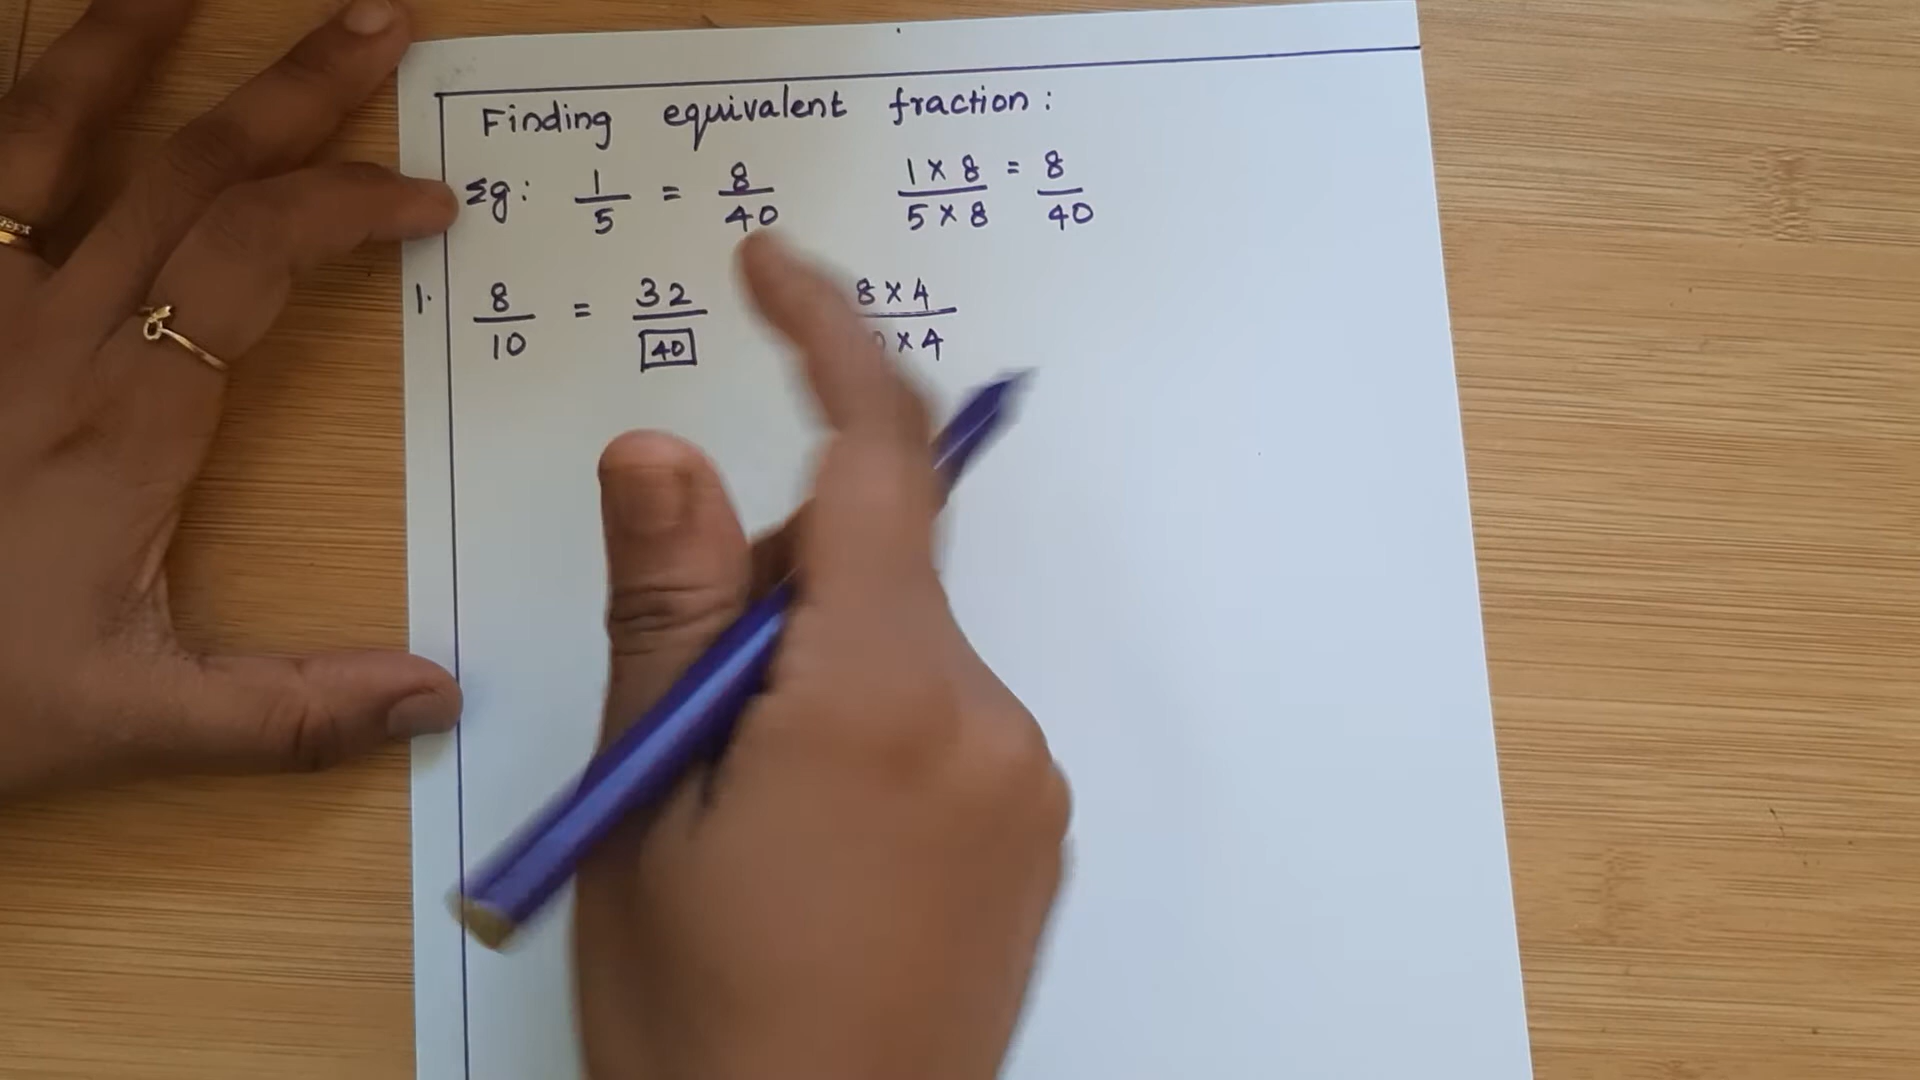 Finding equivalent fraction:
Eg: 1/5 = 8/40 1 x 8 / 5 x 8 = 8/40
1. 8/10 = 32/40 8 x 4 / 0 x 4